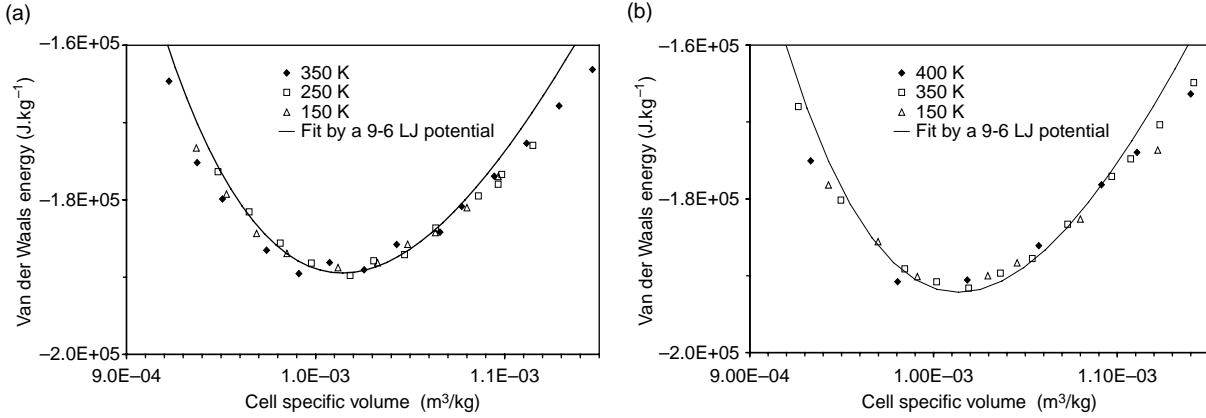 (a)
−1.6E+05
−1.8E+05
−2.0E+05
Van der Waals energy (J.kg⁻¹)
350 K
250 K
150 K
Fit by a 9-6 LJ potential
9.0E−04
1.0E−03
1.1E−03
Cell specific volume (m³/kg)
(b)
−1.6E+05
−1.8E+05
−2.0E+05
Van der Waals energy (J.kg⁻¹)
400 K
350 K
150 K
Fit by a 9-6 LJ potential
9.00E−04
1.00E−03
1.10E−03
Cell specific volume (m³/kg)